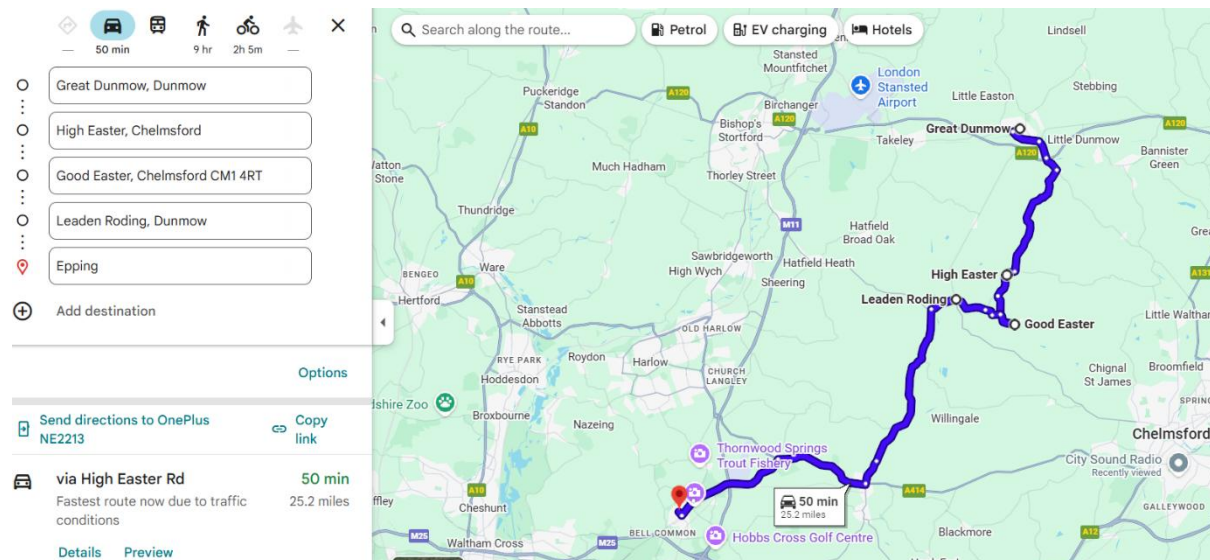 50 min
9 hr
2h 5m
Great Dunmow, Dunmow
High Easter, Chelmsford
Good Easter, Chelmsford CM1 4RT
Leaden Roding, Dunmow
Epping
Add destination
Options
Send directions to OnePlus
NE2213
Copy
link
via High Easter Rd
50 min
Fastest route now due to traffic
conditions
25.2 miles
Details
Preview
Search along the route...
Petrol
EV charging
Hotels
Lindsell
Stansted
Mountfitchet
London
Stansted
Airport
Puckeridge
Standon
A120
Birchanger
Little Easton
Stebbing
A10
Bishop's
Stortford
A120
Takeley
Great Dunmow
A120
Little Dunmow
A120
Bannister
Green
Much Hadham
Thorley Street
Watton
Stone
Thundridge
M11
Hatfield
Broad Oak
Sawbridgeworth
Hatfield Heath
High Wych
Sheering
BENGEO
Hertford
Ware
A10
High Easter
Leaden Roding
Good Easter
A131
Little Waltham
Stanstead
Abbotts
OLD HARLOW
RYE PARK
Roydon
Harlow
Hoddesdon
CHURCH
LANGLEY
Chignal
St James
Broomfield
dshire Zoo
Broxbourne
Nazeing
Willingale
SPRING
Chelmsford
Thornwood Springs
Trout Fishery
City Sound Radio
Recently viewed
50 min
25.2 miles
A414
GALLEYWOOD
ffley
A10
Cheshunt
BELL COMMON
M25
Waltham Cross
M25
Hobbs Cross Golf Centre
Blackmore
A12